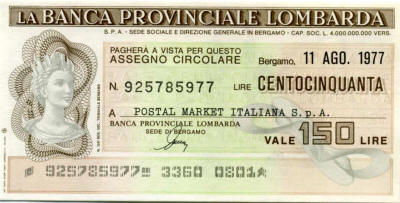 LA BANCA PROVINCIALE LOMBARDA
S.P.A. - SEDE SOCIALE E DIREZIONE GENERALE IN BERGAMO - CAP. SOC. L. 4.000.000.000 VERS.
PAGHERÀ A VISTA PER QUESTO
ASSEGNO CIRCOLARE
Bergamo, 11 AGO. 1977
N. 925785977 LIRE CENTOCINQUANTA
A POSTAL MARKET ITALIANA S.p.A.
BANCA PROVINCIALE LOMBARDA
SEDE DI BERGAMO
VALE 150 LIRE
925785977 3360 0801